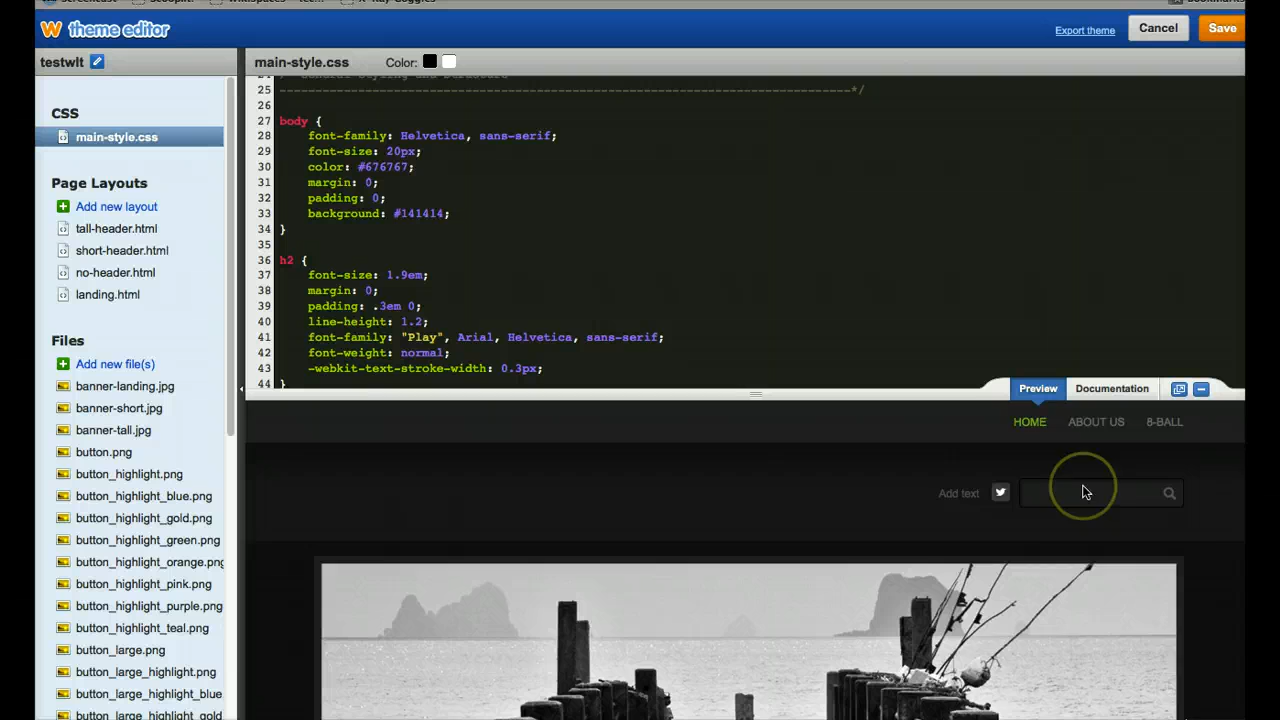 bookmarks
W theme editor
Export theme
Cancel
Save
testwlt
main-style.css
Color:
25 -----------------------------------------------------------------------------*/
26
27 body {
28 font-family: Helvetica, sans-serif;
29 font-size: 20px;
30 color: #676767;
31 margin: 0;
32 padding: 0;
33 background: #141414;
34 }
35
36 h2 {
37 font-size: 1.9em;
38 margin: 0;
39 padding: .3em 0;
40 line-height: 1.2;
41 font-family: "Play", Arial, Helvetica, sans-serif;
42 font-weight: normal;
43 -webkit-text-stroke-width: 0.3px;
44 }
CSS
main-style.css
Page Layouts
Add new layout
tall-header.html
short-header.html
no-header.html
landing.html
Files
Add new file(s)
banner-landing.jpg
banner-short.jpg
banner-tall.jpg
button.png
button_highlight.png
button_highlight_blue.png
button_highlight_gold.png
button_highlight_green.png
button_highlight_orange.png
button_highlight_pink.png
button_highlight_purple.png
button_highlight_teal.png
button_large.png
button_large_highlight.png
button_large_highlight_blue
button_large_highlight_gold
Preview
Documentation
HOME
ABOUT US
8-BALL
Add text